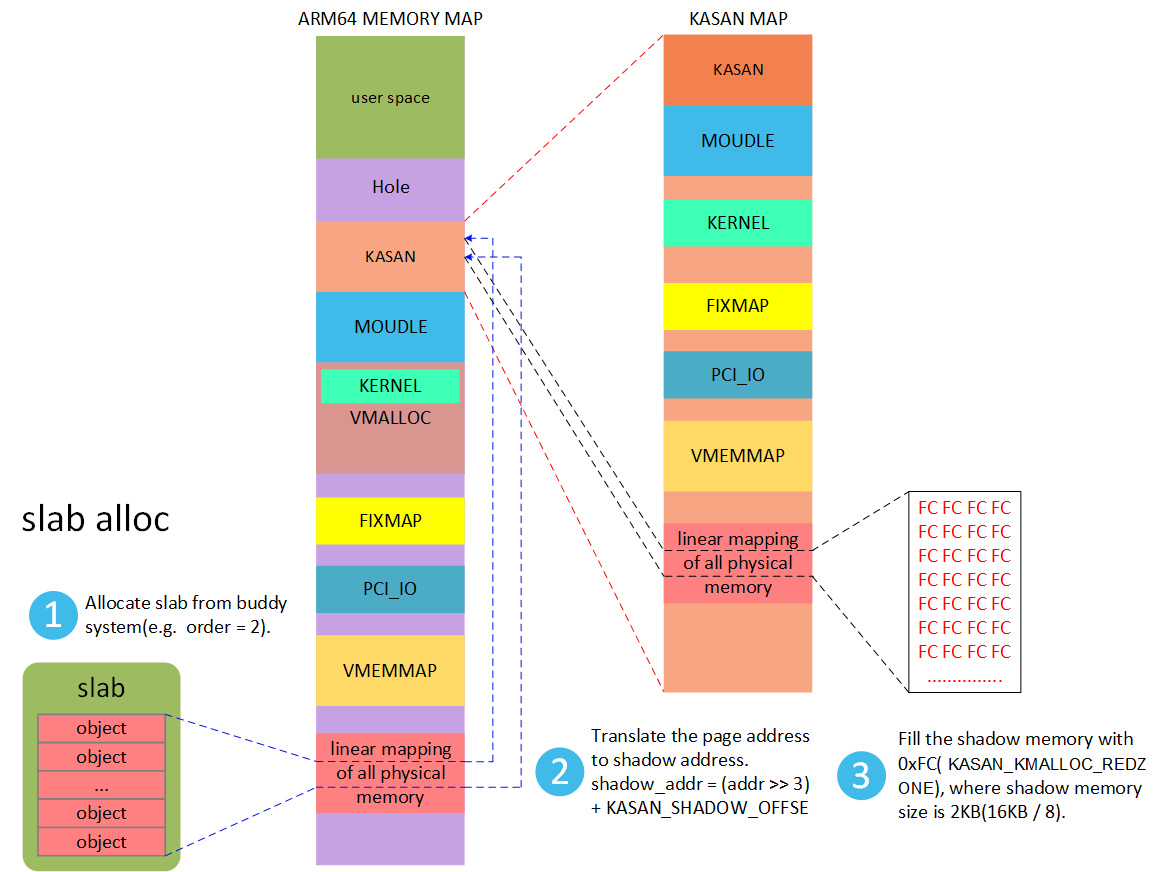 ARM64 MEMORY MAP
user space
Hole
KASAN
MOUDLE
KERNEL
VMALLOC
FIXMAP
PCI_IO
VMEMMAP
linear mapping
of all physical
memory
KASAN MAP
KASAN
MOUDLE
KERNEL
FIXMAP
PCI_IO
VMEMMAP
linear mapping
of all physical
memory
FC FC FC FC
FC FC FC FC
FC FC FC FC
FC FC FC FC
FC FC FC FC
FC FC FC FC
FC FC FC FC
...............
slab alloc
1
Allocate slab from buddy
system(e.g. order = 2).
slab
object
object
...
object
object
2
Translate the page address
to shadow address.
shadow_addr = (addr >> 3)
+ KASAN_SHADOW_OFFSE
3
Fill the shadow memory with
0xFC( KASAN_KMALLOC_REDZ
ONE), where shadow memory
size is 2KB(16KB / 8).